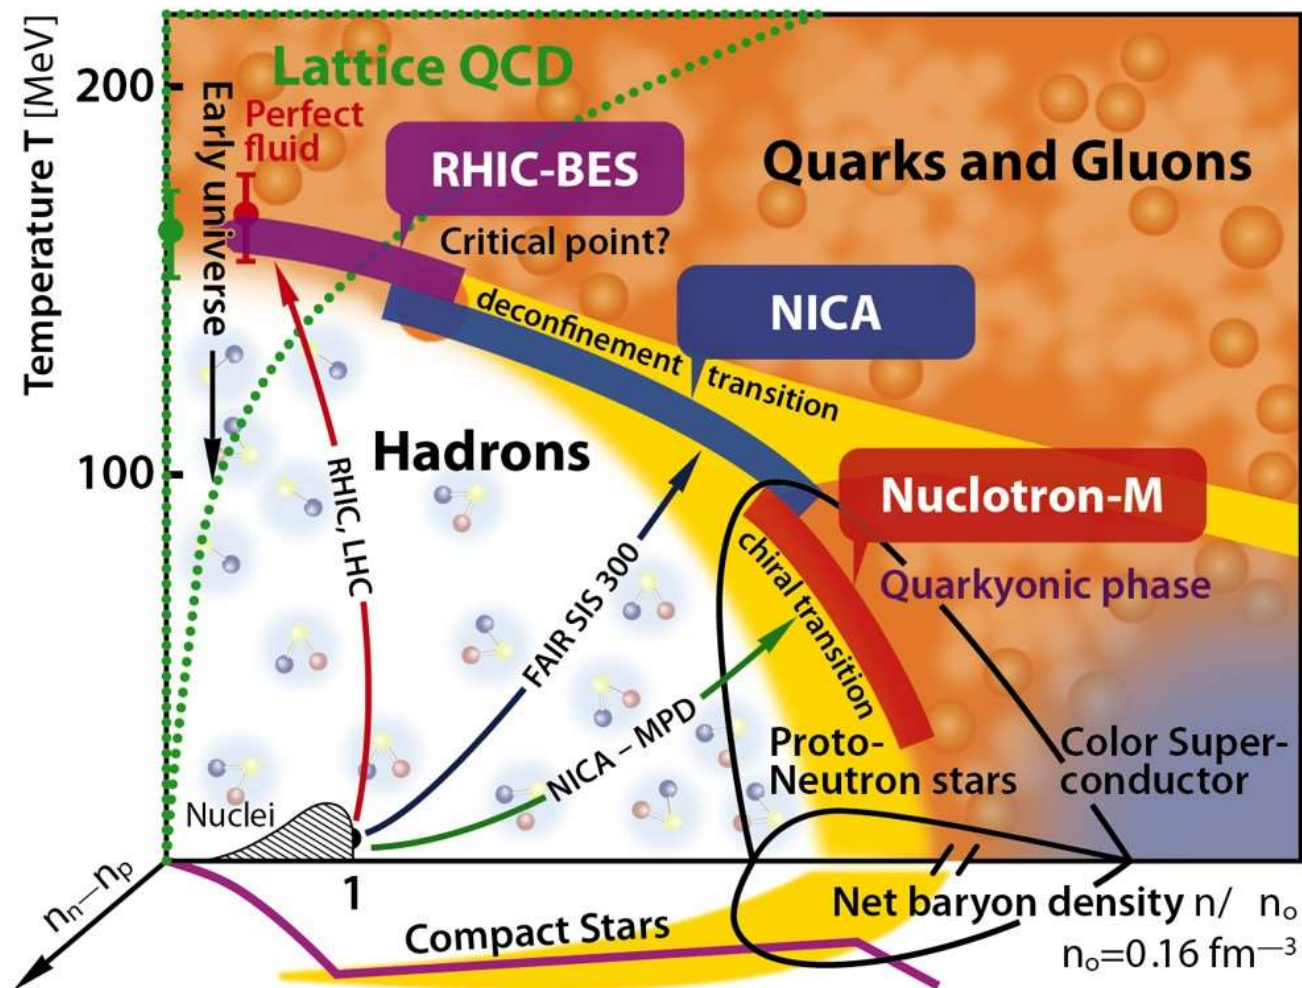 Temperature T [MeV]
200
100
Lattice QCD
Early universe
Perfect
fluid
RHIC-BES
Critical point?
Quarks and Gluons
NICA
deconfinement transition
Hadrons
Nuclotron-M
RHIC, LHC
FAIR SIS 300
NICA – MPD
chiral transition
Quarkyonic phase
Proto-
Neutron stars
Color Super-
conductor
Nuclei
1
nₙ—nₚ
Compact Stars
Net baryon density n/ nₒ
nₒ=0.16 fm⁻³